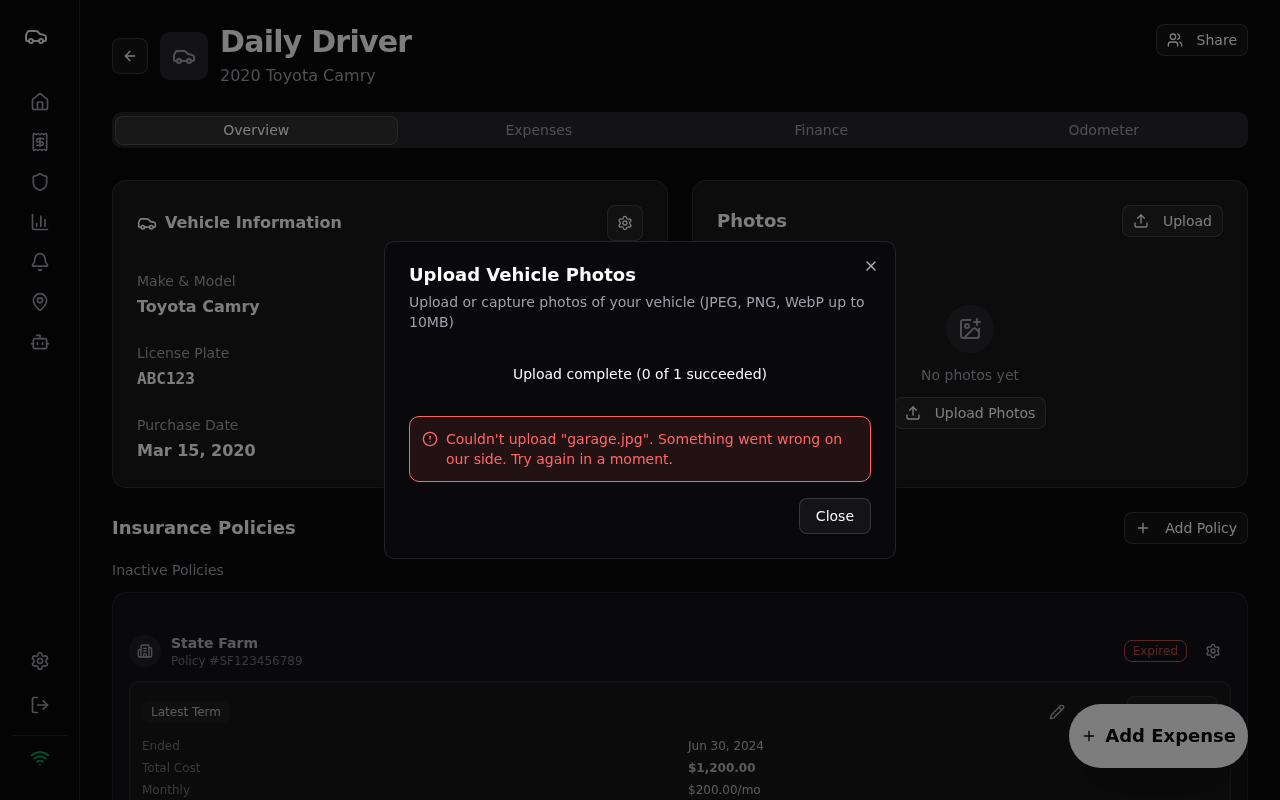 Daily Driver
2020 Toyota Camry
Share
Overview
Expenses
Finance
Odometer
Vehicle Information
Photos
Upload
Make & Model
Toyota Camry
License Plate
ABC123
Purchase Date
Mar 15, 2020
No photos yet
Upload Photos
Upload Vehicle Photos
Upload or capture photos of your vehicle (JPEG, PNG, WebP up to
10MB)
Upload complete (0 of 1 succeeded)
Couldn't upload "garage.jpg". Something went wrong on
our side. Try again in a moment.
Close
Insurance Policies
Add Policy
Inactive Policies
State Farm
Policy #SF123456789
Expired
Latest Term
Ended
Jun 30, 2024
Total Cost
$1,200.00
Monthly
$200.00/mo
Add Expense